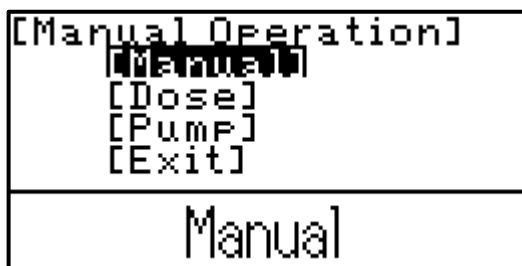 [Manual Operation]
[Manual]
[Dose]
[Pump]
[Exit]
Manual